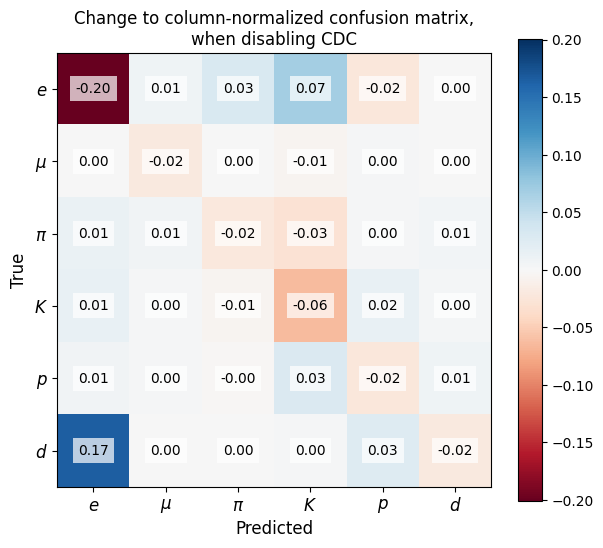 Change to column-normalized confusion matrix,
when disabling CDC
e -0.20 0.01 0.03 0.07 -0.02 0.00
μ 0.00 -0.02 0.00 -0.01 0.00 0.00
π 0.01 0.01 -0.02 -0.03 0.00 0.01
K 0.01 0.00 -0.01 -0.06 0.02 0.00
p 0.01 0.00 -0.00 0.03 -0.02 0.01
d 0.17 0.00 0.00 0.00 0.03 -0.02
e μ π K p d
True
Predicted
0.20
0.15
0.10
0.05
0.00
−0.05
−0.10
−0.15
−0.20